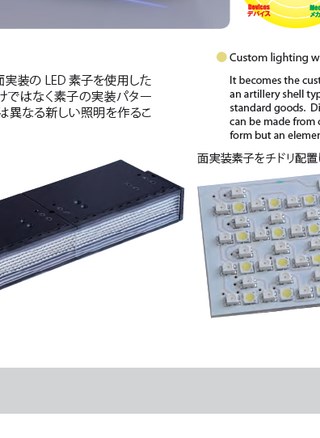 Devices
デバイス
面実装の LED 素子を使用した
けではなく素子の実装パター
は異なる新しい照明を作るこ
Custom lighting w
It becomes the cust
an artillery shell typ
standard goods. Di
can be made from c
form but an elemen
面実装素子をチドリ配置し